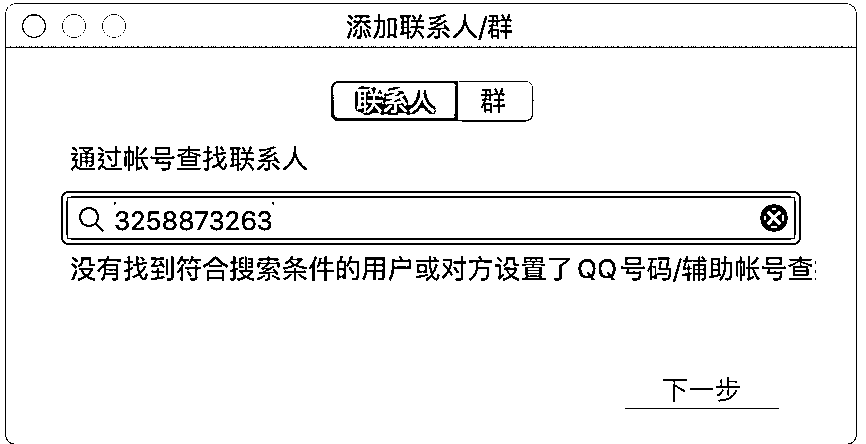 添加联系人/群
联系人 群
通过帐号查找联系人
3258873263
没有找到符合搜索条件的用户或对方设置了QQ号码/辅助帐号查
下一步